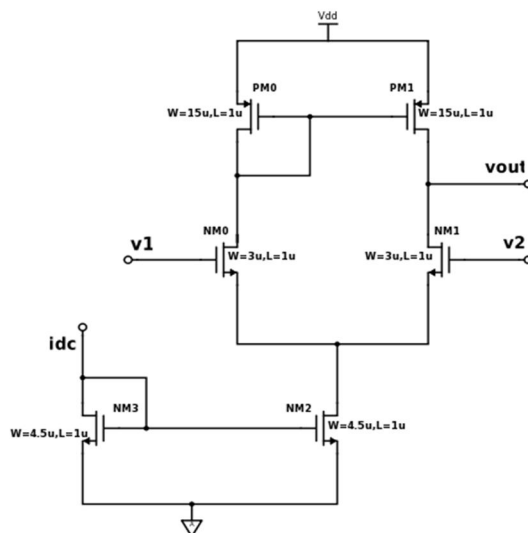 Vdd
PM0
PM1
W=15u,L=1u
W=15u,L=1u
vout
NM0
NM1
v1
v2
W=3u,L=1u
W=3u,L=1u
idc
NM3
NM2
W=4.5u,L=1u
W=4.5u,L=1u